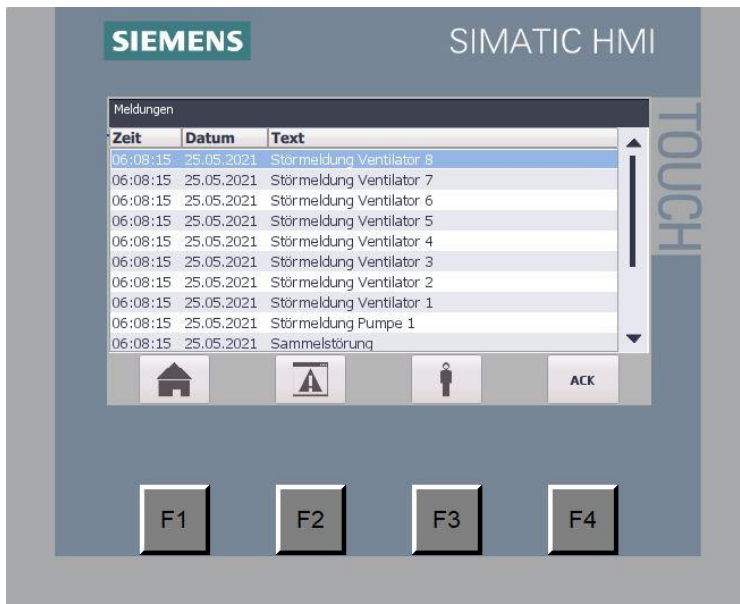 SIEMENS
SIMATIC HMI
TOUCH
Meldungen
Zeit Datum Text
06:08:15 25.05.2021 Störmeldung Ventilator 8
06:08:15 25.05.2021 Störmeldung Ventilator 7
06:08:15 25.05.2021 Störmeldung Ventilator 6
06:08:15 25.05.2021 Störmeldung Ventilator 5
06:08:15 25.05.2021 Störmeldung Ventilator 4
06:08:15 25.05.2021 Störmeldung Ventilator 3
06:08:15 25.05.2021 Störmeldung Ventilator 2
06:08:15 25.05.2021 Störmeldung Ventilator 1
06:08:15 25.05.2021 Störmeldung Pumpe 1
06:08:15 25.05.2021 Sammelstörung
ACK
F1 F2 F3 F4